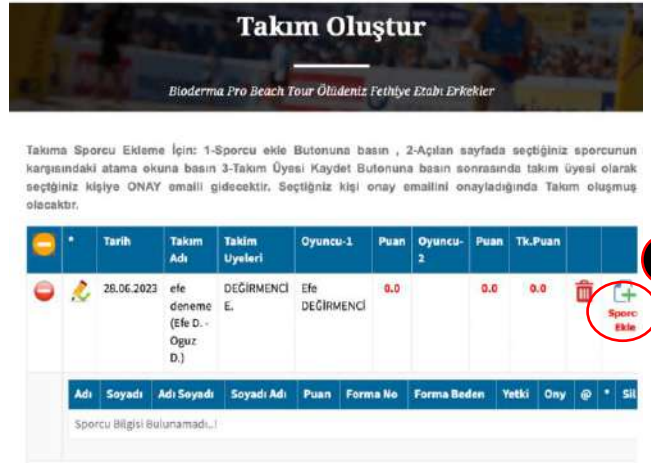 Takım Oluştur
Bioderma Pro Beach Tour Ölüdeniz Fethiye Etabı Erkekler
Takıma Sporcu Ekleme İçin: 1-Sporcu ekle Butonuna basın , 2-Açılan sayfada seçtiğiniz sporcunun
karşısındaki atama okuna basın 3-Takım Üyesi Kaydet Butonuna basın sonrasında takım üyesi olarak
seçtğiniz kişiye ONAY emaili gidecektir. Seçtiğniz kişi onay emailini onayladığında Takım oluşmuş
olacaktır.
* Tarih Takım Adı Takim Uyeleri Oyuncu-1 Puan Oyuncu-2 Puan Tk.Puan
28.06.2023 efe deneme (Efe D. - Oguz D.) DEĞİRMENCİ E. Efe DEĞİRMENCİ 0.0 0.0 0.0 Sporcu Ekle
Adı Soyadı Adı Soyadı Soyadı Adı Puan Forma No Forma Beden Yetki Ony @ * Sil
Sporcu Bilgisi Bulunamadı..!